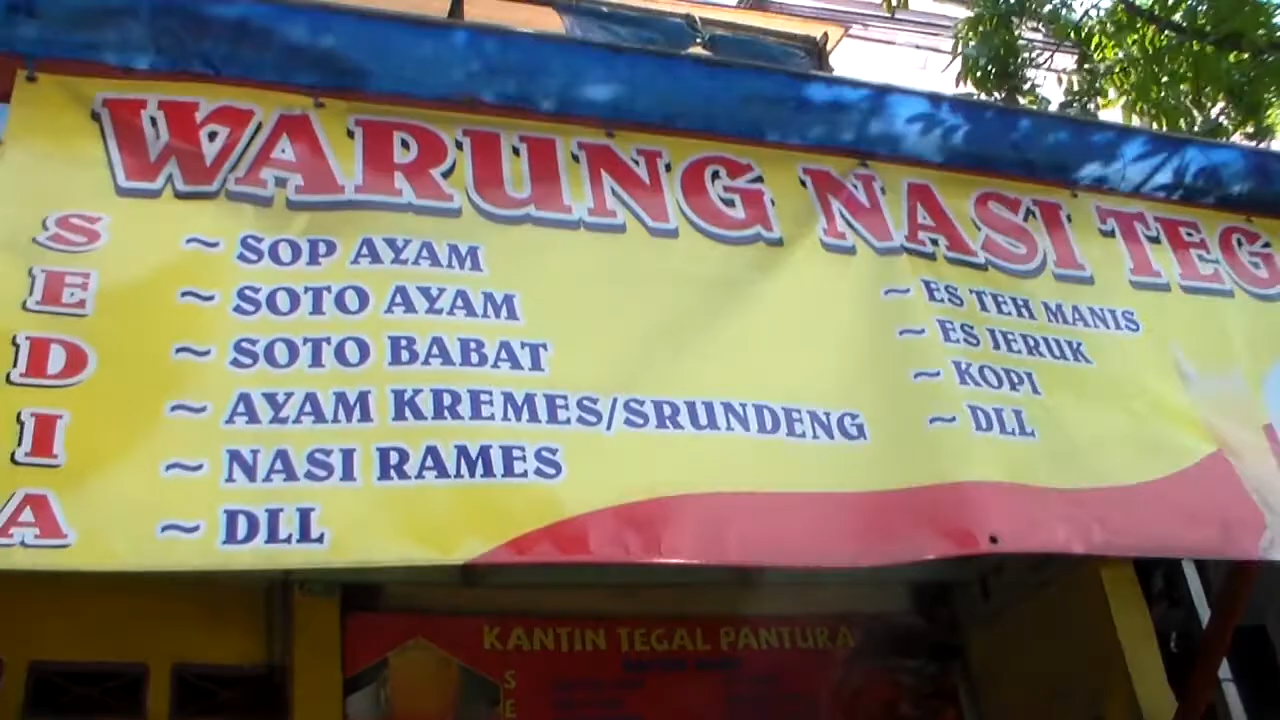 WARUNG NASI TEG
SEDIA
~ SOP AYAM
~ SOTO AYAM
~ SOTO BABAT
~ AYAM KREMES/SRUNDENG
~ NASI RAMES
~ DLL
~ ES TEH MANIS
~ ES JERUK
~ KOPI
~ DLL
KANTIN TEGAL PANTURA